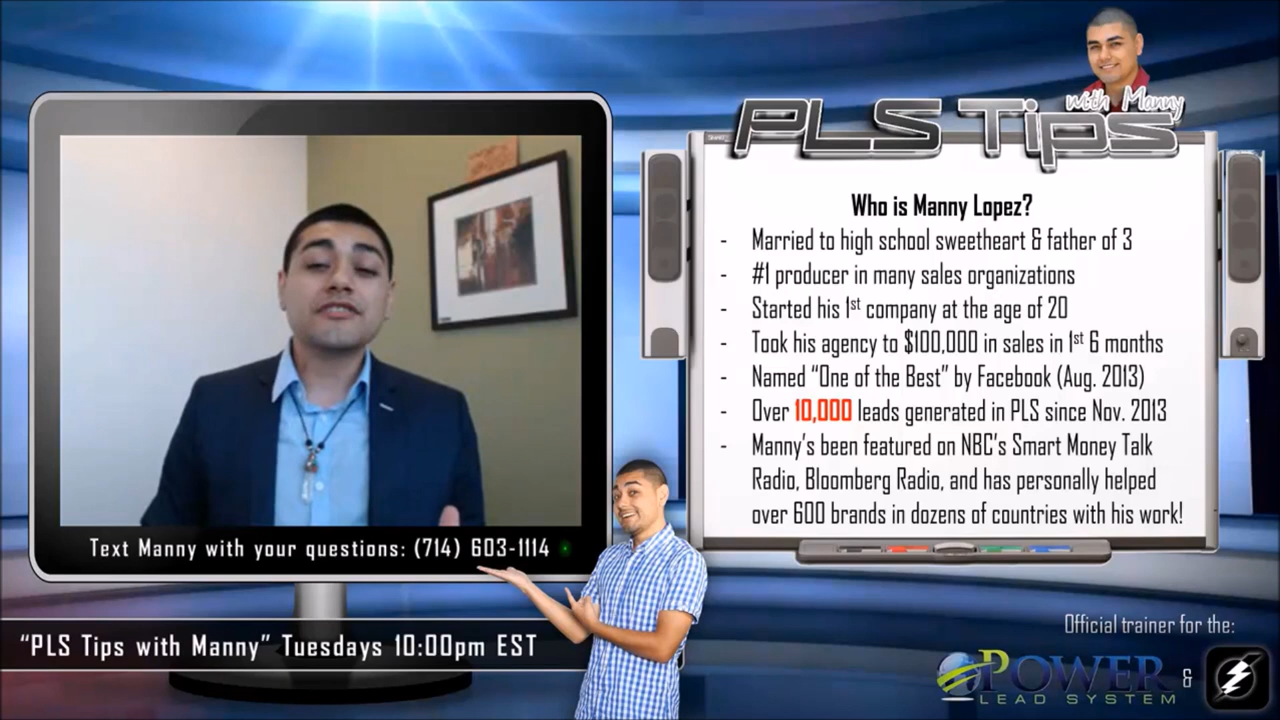 PLS Tips
with Manny
Who is Manny Lopez?
- Married to high school sweetheart & father of 3
- #1 producer in many sales organizations
- Started his 1st company at the age of 20
- Took his agency to $100,000 in sales in 1st 6 months
- Named “One of the Best” by Facebook (Aug. 2013)
- Over 10,000 leads generated in PLS since Nov. 2013
- Manny's been featured on NBC's Smart Money Talk
Radio, Bloomberg Radio, and has personally helped
over 600 brands in dozens of countries with his work!
Text Manny with your questions: (714) 603-1114
“PLS Tips with Manny” Tuesdays 10:00pm EST
Official trainer for the:
POWER
LEAD SYSTEM
&